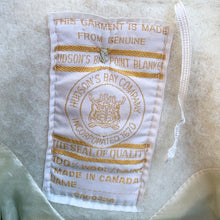 THIS GARMENT IS MADE
FROM GENUINE
HUDSON'S BAY POINT BLANKET
HUDSON'S BAY COMPANY
INCORPORATED 1670
THE SEAL OF QUALITY
100% WOOL
MADE IN CANADA
NAME